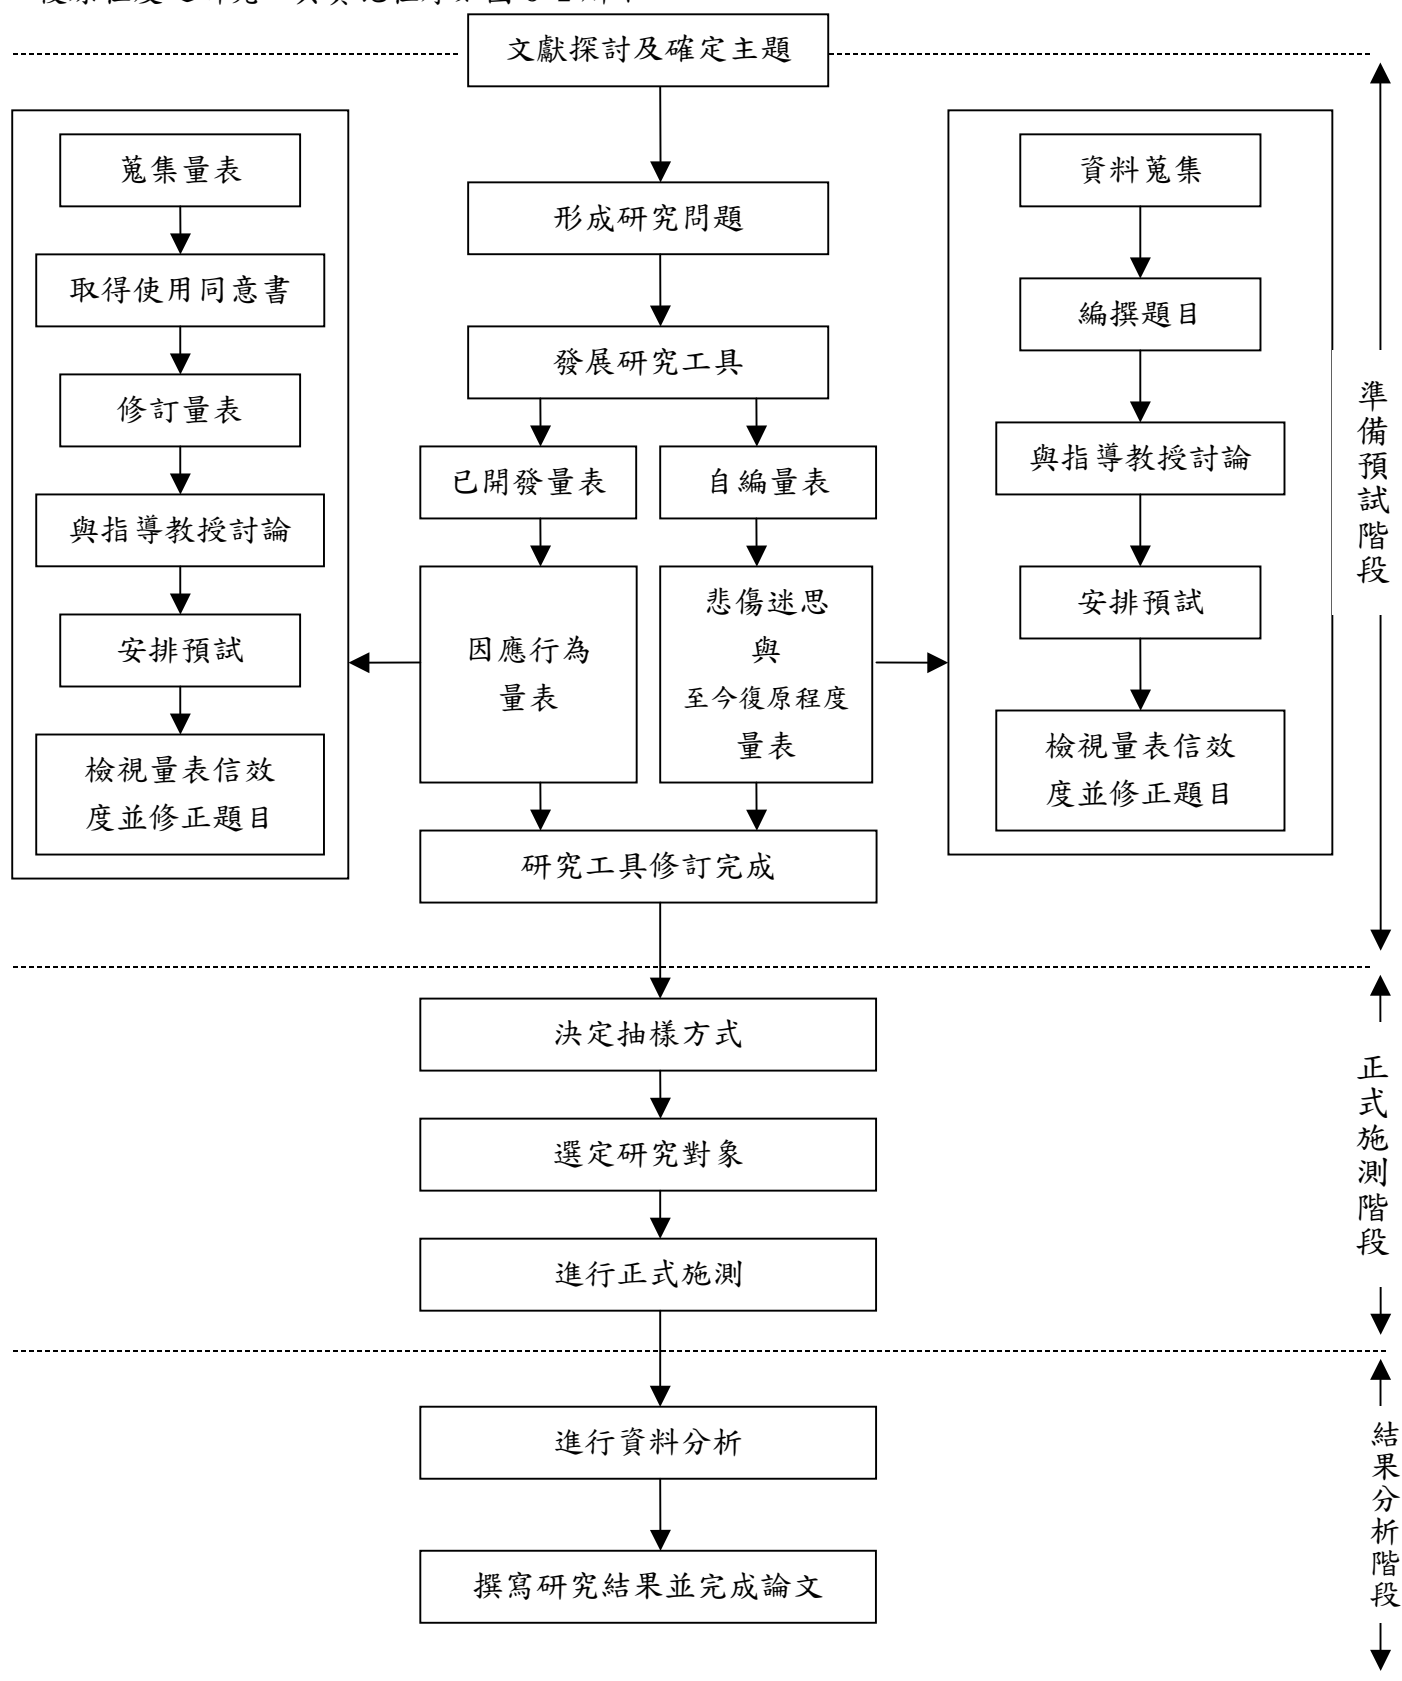 文獻探討及確定主題
形成研究問題
發展研究工具
已開發量表
自編量表
因應行為
量表
悲傷迷思
與
至今復原程度
量表
研究工具修訂完成
蒐集量表
取得使用同意書
修訂量表
與指導教授討論
安排預試
檢視量表信效
度並修正題目
資料蒐集
編撰題目
與指導教授討論
安排預試
檢視量表信效
度並修正題目
準備預試階段
決定抽樣方式
選定研究對象
進行正式施測
正式施測階段
進行資料分析
撰寫研究結果並完成論文
結果分析階段